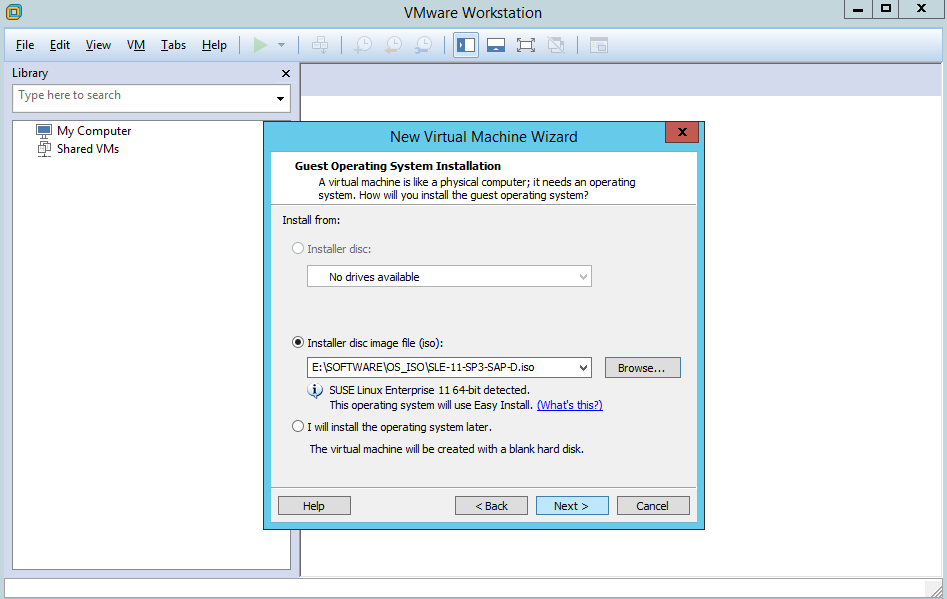 VMware Workstation
File Edit View VM Tabs Help
Library
Type here to search
My Computer
Shared VMs
New Virtual Machine Wizard
Guest Operating System Installation
A virtual machine is like a physical computer; it needs an operating
system. How will you install the guest operating system?
Install from:
Installer disc:
No drives available
Installer disc image file (iso):
E:\SOFTWARE\OS_ISO\SLE-11-SP3-SAP-D.iso
Browse...
SUSE Linux Enterprise 11 64-bit detected.
This operating system will use Easy Install. (What's this?)
I will install the operating system later.
The virtual machine will be created with a blank hard disk.
Help < Back Next > Cancel